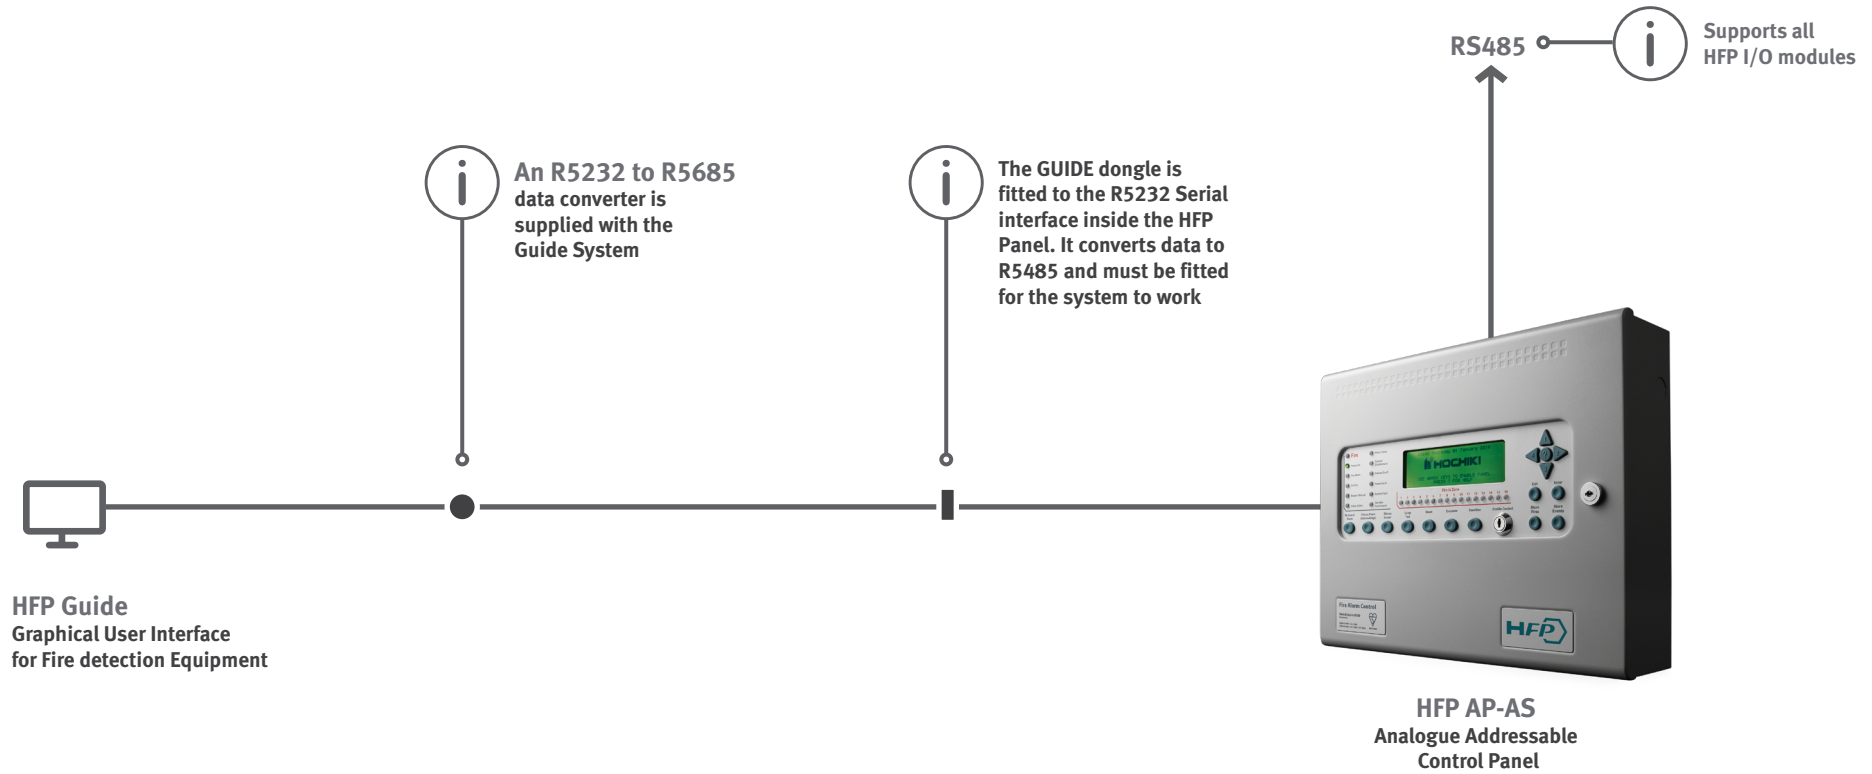 RS485
Supports all
HFP I/O modules
An R5232 to R5685
data converter is
supplied with the
Guide System
The GUIDE dongle is
fitted to the R5232 Serial
interface inside the HFP
Panel. It converts data to
R5485 and must be fitted
for the system to work
HFP Guide
Graphical User Interface
for Fire detection Equipment
HOCHIKI
Fire Alarm Control
HFP
HFP AP-AS
Analogue Addressable
Control Panel